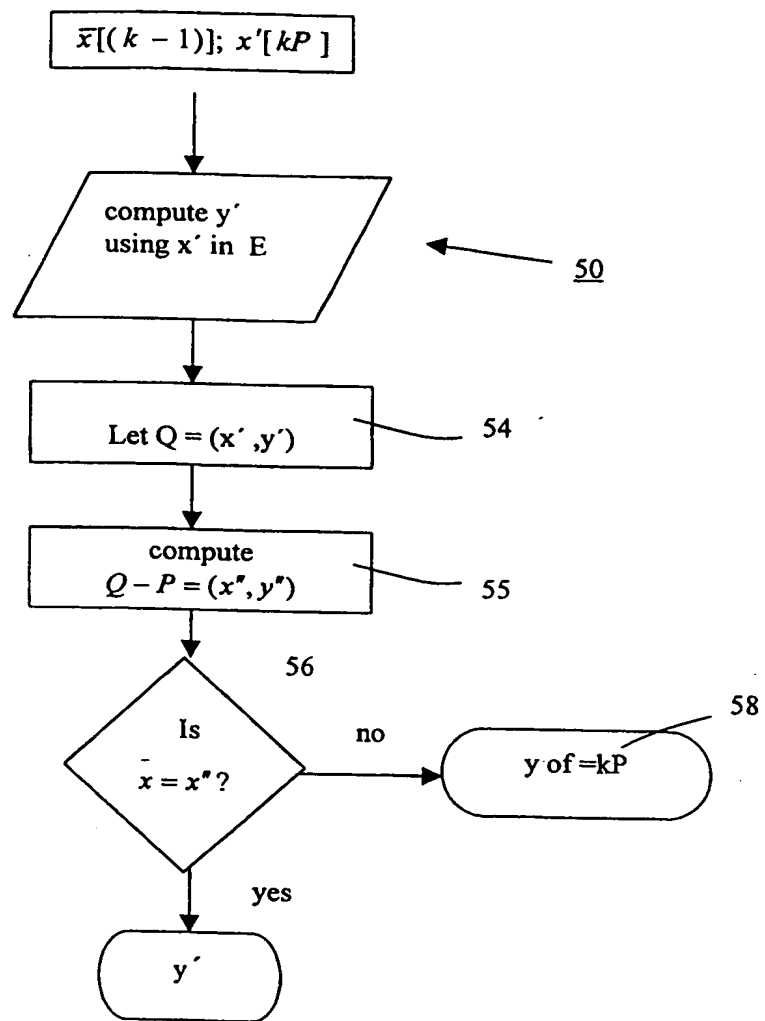 x̄[( k − 1)]; x'[ kP ]
compute y´
using x´ in E
50
Let Q = (x´ ,y´)
54
compute
Q − P = (x″, y″)
55
56
Is
x̄ = x″ ?
no
58
y of =kP
yes
y´